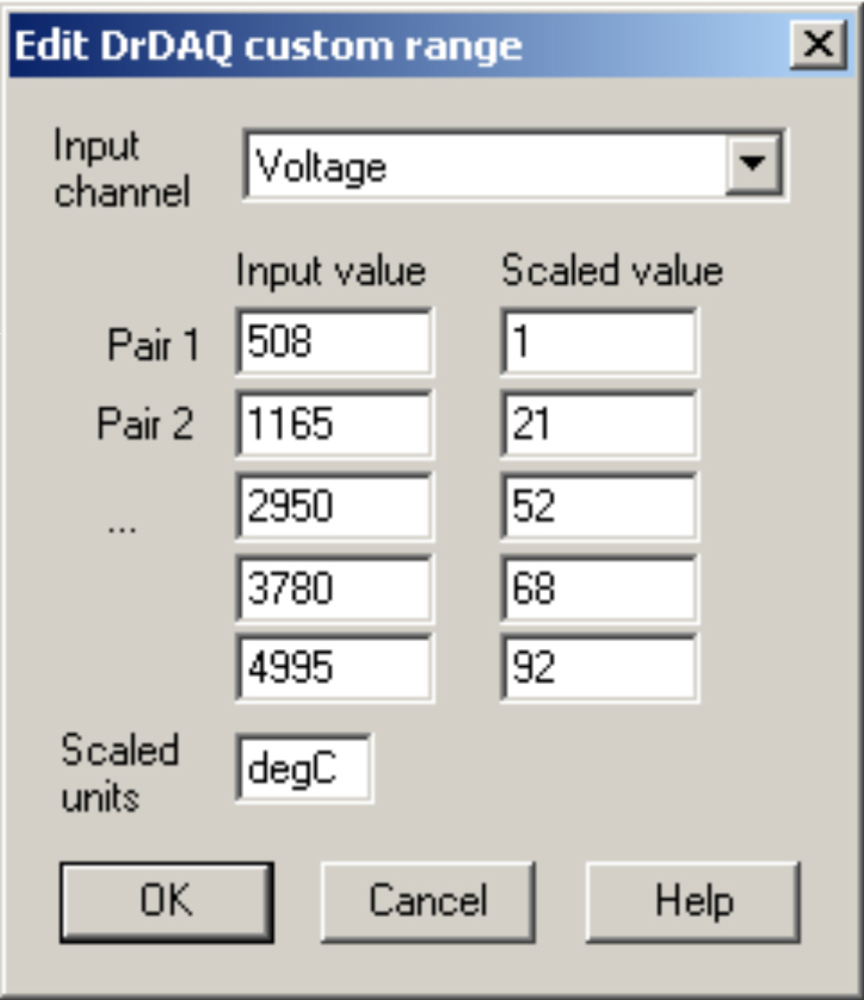 Edit DrDAQ custom range
Input
channel
Voltage
Input value Scaled value
Pair 1 508 1
Pair 2 1165 21
... 2950 52
3780 68
4995 92
Scaled
units
degC
OK Cancel Help